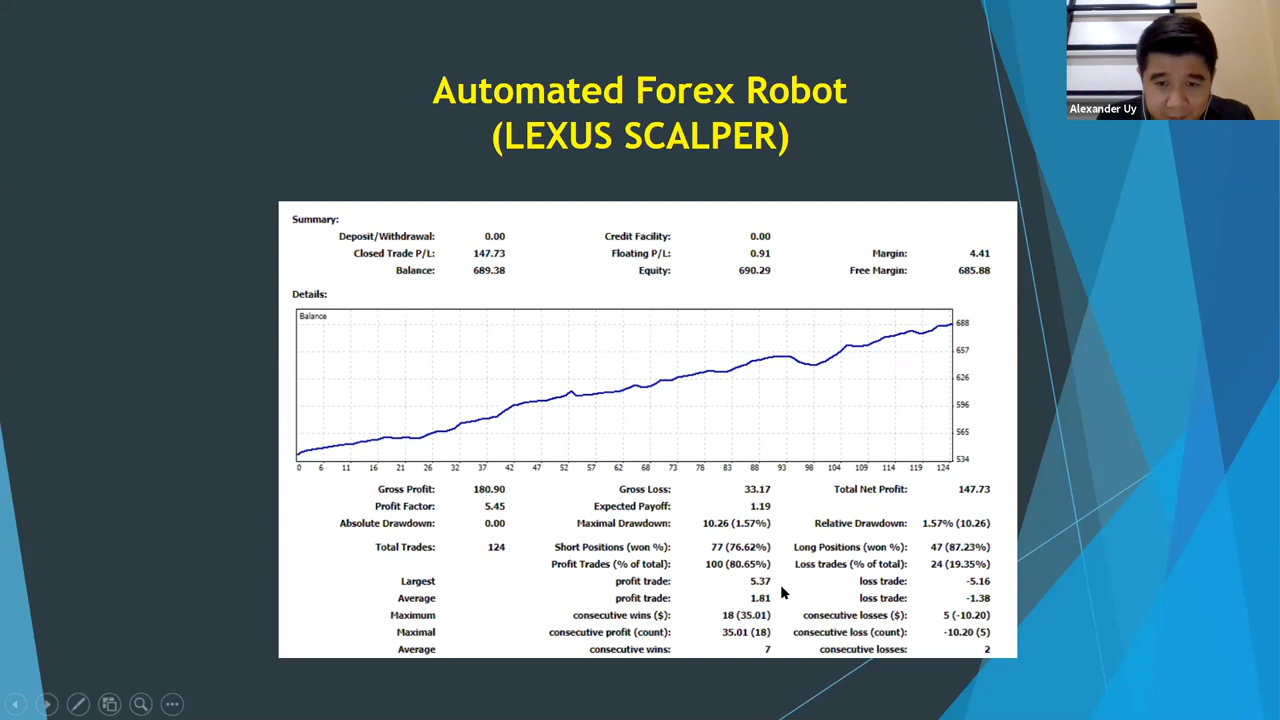 Automated Forex Robot
(LEXUS SCALPER)
Alexander Uy
Summary:
Deposit/Withdrawal: 0.00 Credit Facility: 0.00
Closed Trade P/L: 147.73 Floating P/L: 0.91 Margin: 4.41
Balance: 689.38 Equity: 690.29 Free Margin: 685.88
Details:
Balance
688
657
626
596
565
534
0 6 11 16 21 26 32 37 42 47 52 57 62 68 73 78 83 88 93 98 104 109 114 119 124
Gross Profit: 180.90 Gross Loss: 33.17 Total Net Profit: 147.73
Profit Factor: 5.45 Expected Payoff: 1.19
Absolute Drawdown: 0.00 Maximal Drawdown: 10.26 (1.57%) Relative Drawdown: 1.57% (10.26)
Total Trades: 124 Short Positions (won %): 77 (76.62%) Long Positions (won %): 47 (87.23%)
Profit Trades (% of total): 100 (80.65%) Loss trades (% of total): 24 (19.35%)
Largest profit trade: 5.37 loss trade: -5.16
Average profit trade: 1.81 loss trade: -1.38
Maximum consecutive wins ($): 18 (35.01) consecutive losses ($): 5 (-10.20)
Maximal consecutive profit (count): 35.01 (18) consecutive loss (count): -10.20 (5)
Average consecutive wins: 7 consecutive losses: 2